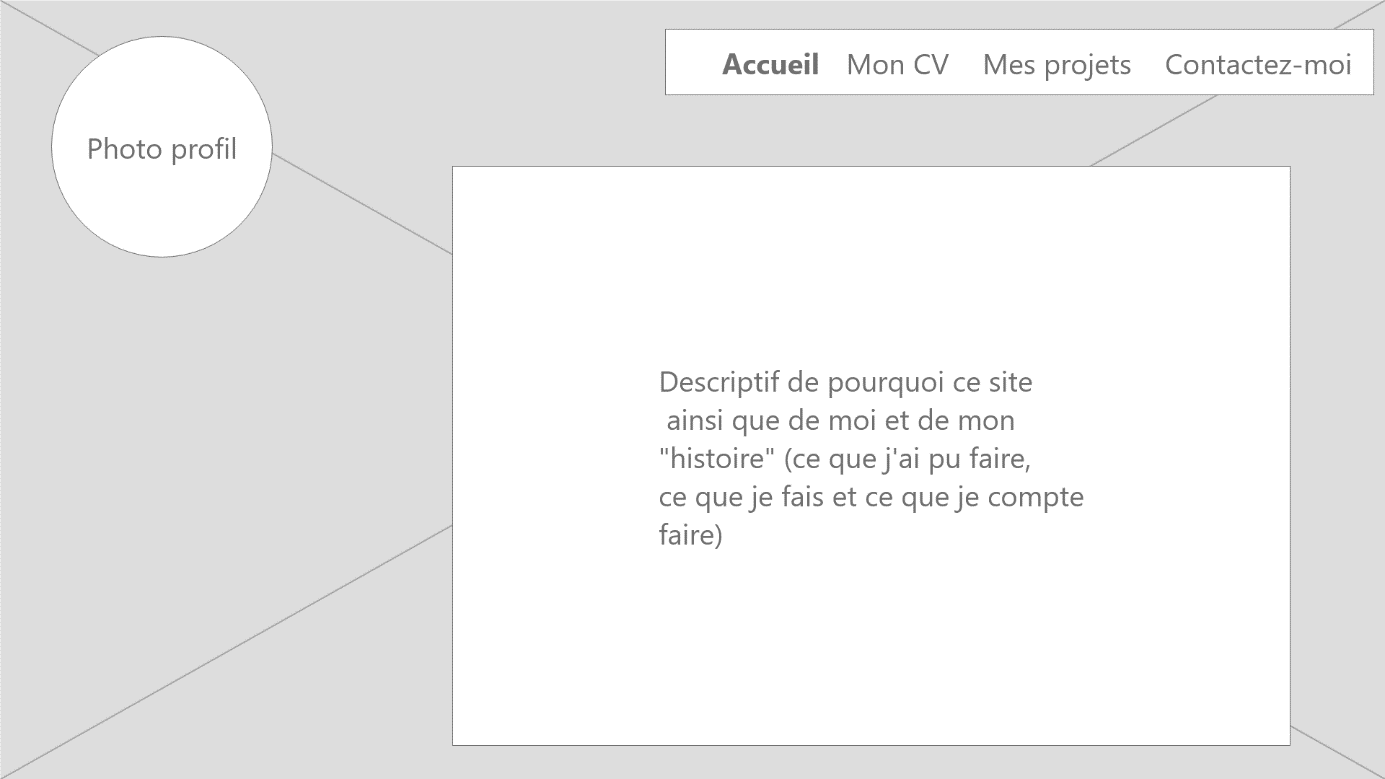 Accueil Mon CV Mes projets Contactez-moi
Photo profil
Descriptif de pourquoi ce site
ainsi que de moi et de mon
"histoire" (ce que j'ai pu faire,
ce que je fais et ce que je compte
faire)